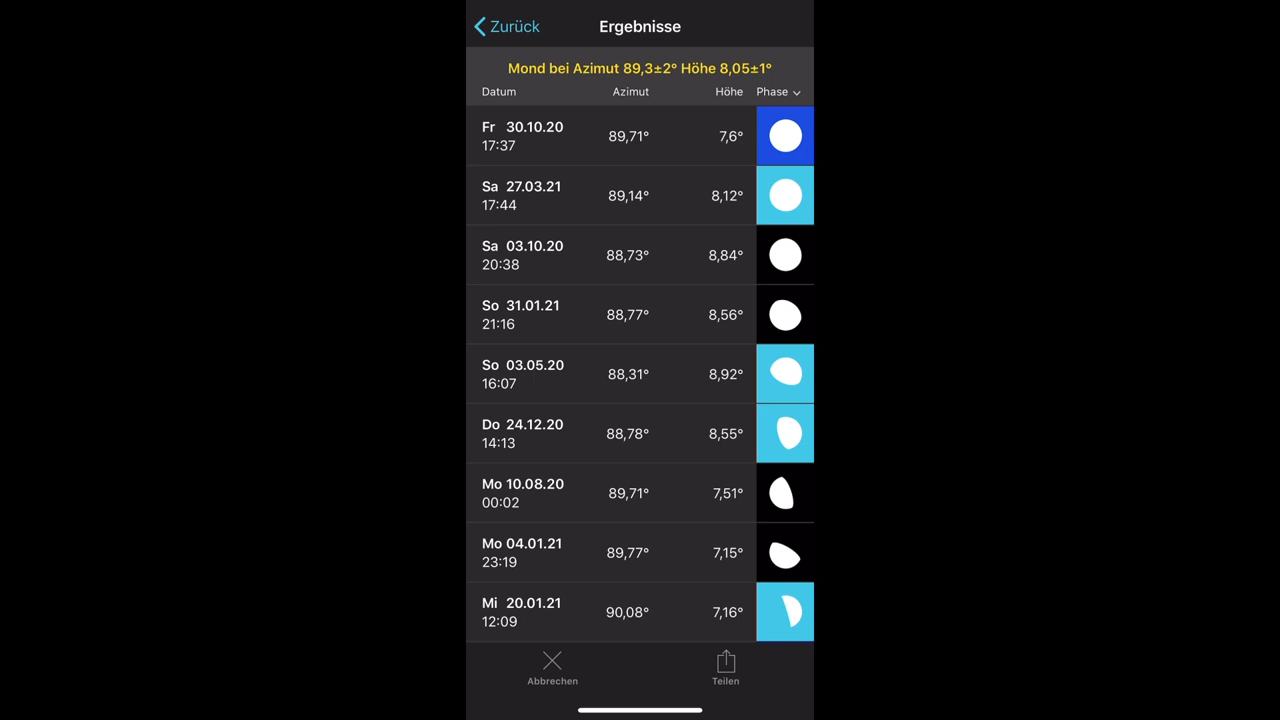 Zurück Ergebnisse
Mond bei Azimut 89,3±2° Höhe 8,05±1°
Datum Azimut Höhe Phase
Fr 30.10.20
17:37 89,71° 7,6°
Sa 27.03.21
17:44 89,14° 8,12°
Sa 03.10.20
20:38 88,73° 8,84°
So 31.01.21
21:16 88,77° 8,56°
So 03.05.20
16:07 88,31° 8,92°
Do 24.12.20
14:13 88,78° 8,55°
Mo 10.08.20
00:02 89,71° 7,51°
Mo 04.01.21
23:19 89,77° 7,15°
Mi 20.01.21
12:09 90,08° 7,16°
Abbrechen Teilen